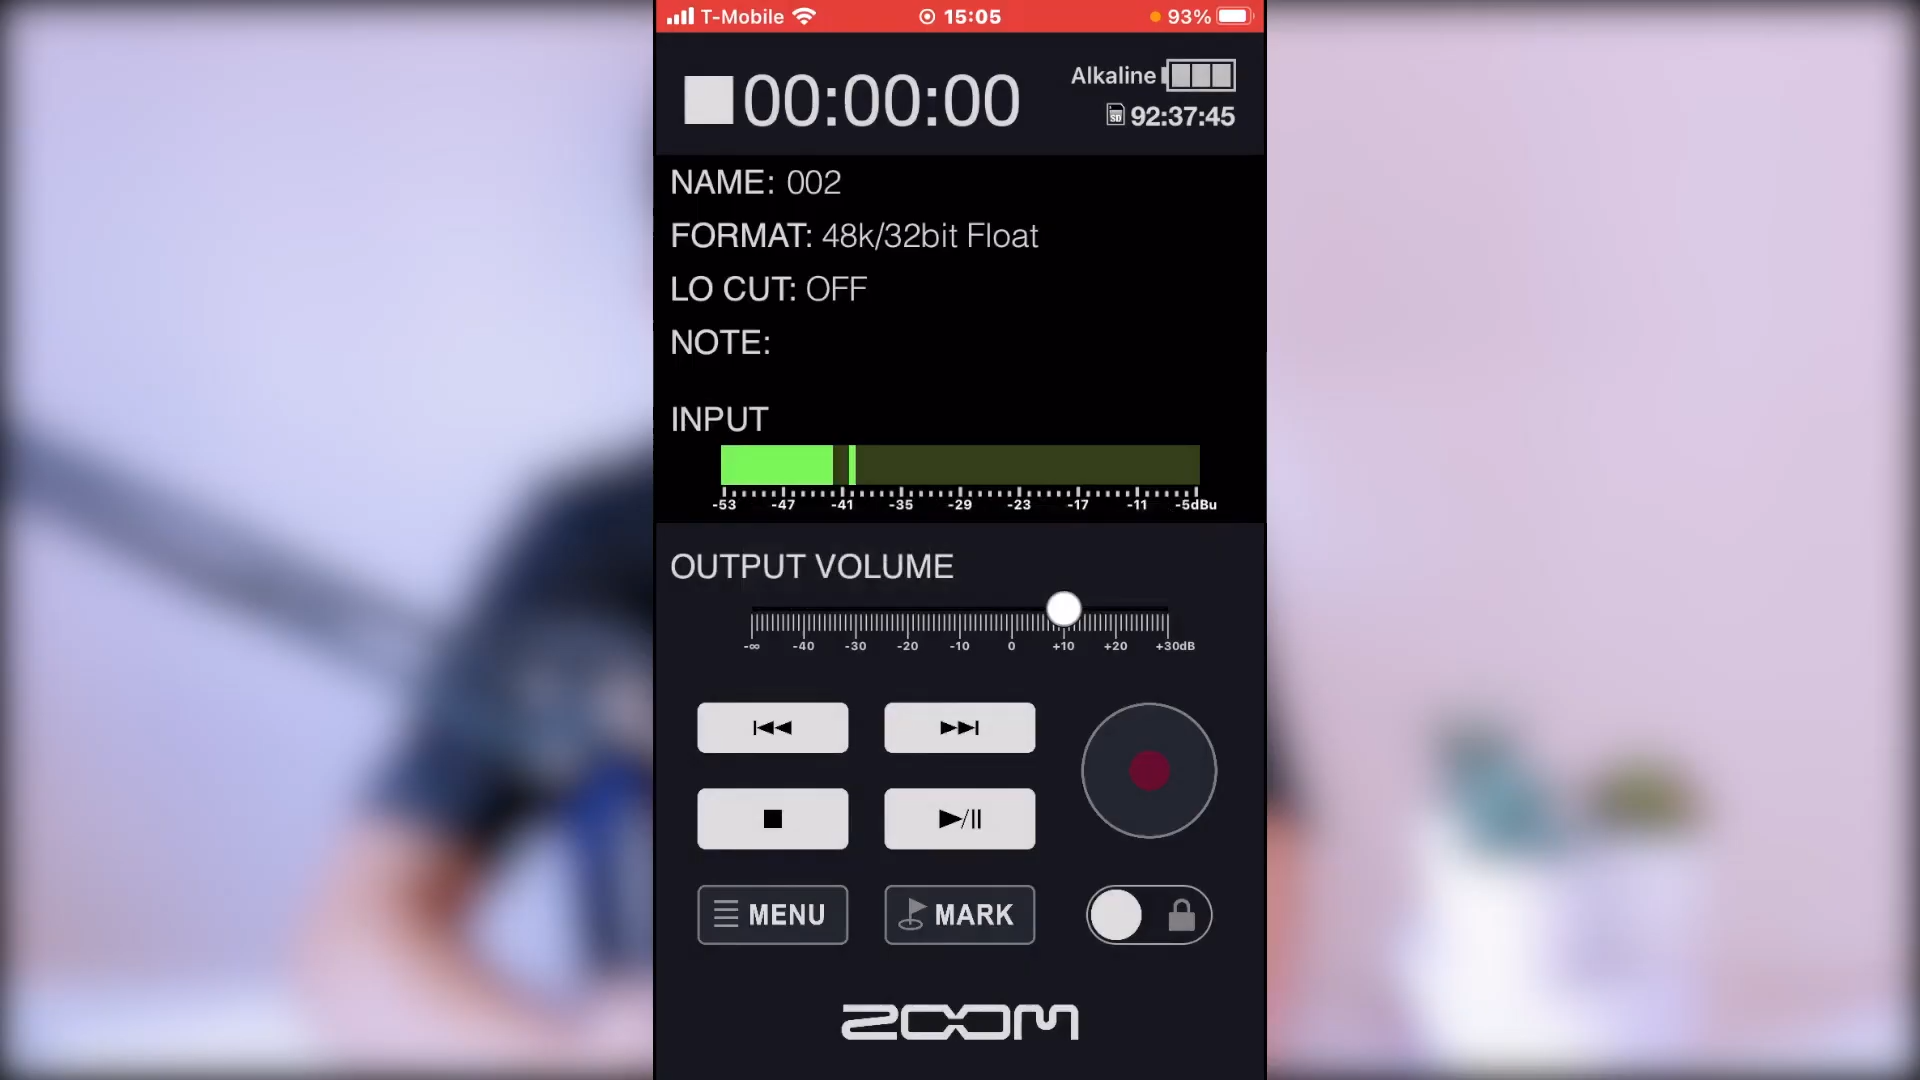 T-Mobile 15:05 93%
00:00:00 Alkaline
SD 92:37:45
NAME: 002
FORMAT: 48k/32bit Float
LO CUT: OFF
NOTE:
INPUT
-53 -47 -41 -35 -29 -23 -17 -11 -5dBu
OUTPUT VOLUME
-∞ -40 -30 -20 -10 0 +10 +20 +30dB
MENU MARK
ZOOM